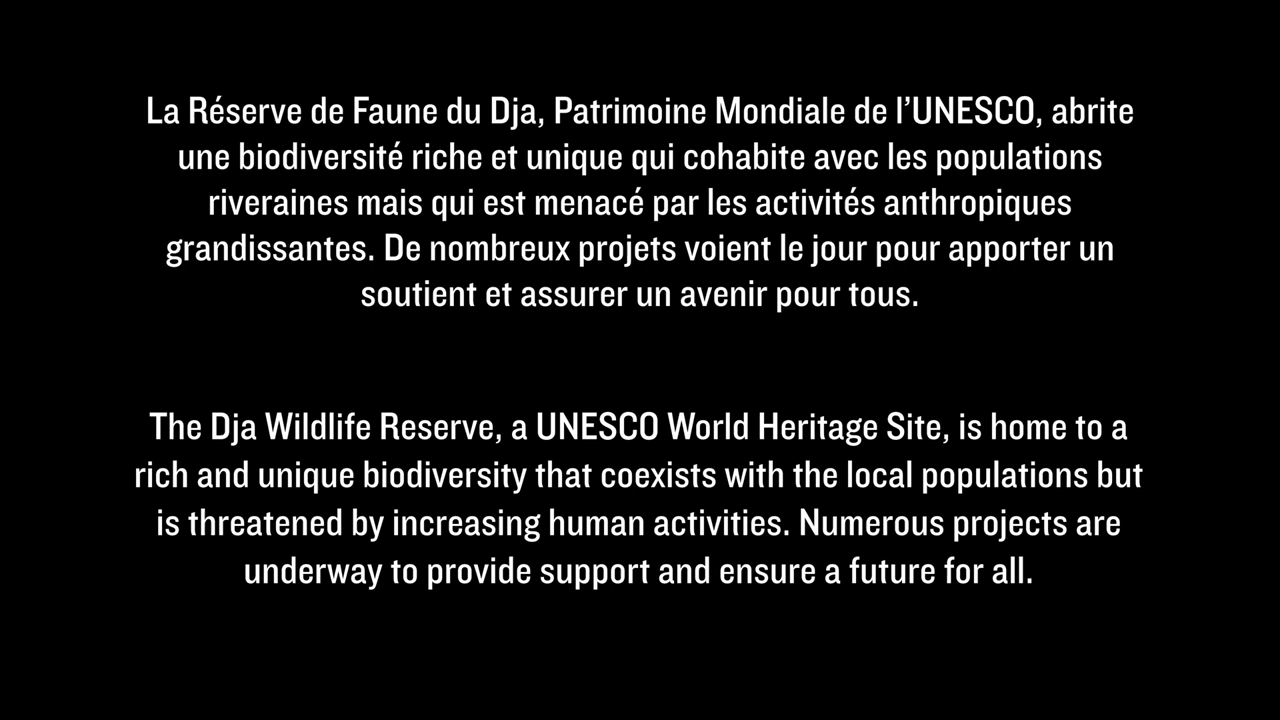 La Réserve de Faune du Dja, Patrimoine Mondiale de l’UNESCO, abrite
une biodiversité riche et unique qui cohabite avec les populations
riveraines mais qui est menacé par les activités anthropiques
grandissantes. De nombreux projets voient le jour pour apporter un
soutient et assurer un avenir pour tous.
The Dja Wildlife Reserve, a UNESCO World Heritage Site, is home to a
rich and unique biodiversity that coexists with the local populations but
is threatened by increasing human activities. Numerous projects are
underway to provide support and ensure a future for all.